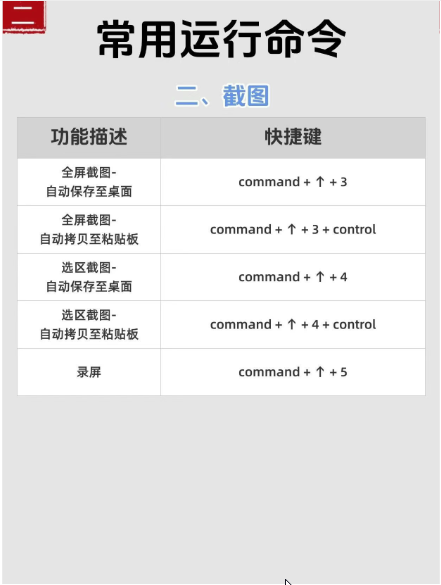 二
常用运行命令
二、截图
功能描述 快捷键
全屏截图-
自动保存至桌面
command + ↑ + 3
全屏截图-
自动拷贝至粘贴板
command + ↑ + 3 + control
选区截图-
自动保存至桌面
command + ↑ + 4
选区截图-
自动拷贝至粘贴板
command + ↑ + 4 + control
录屏 command + ↑ + 5